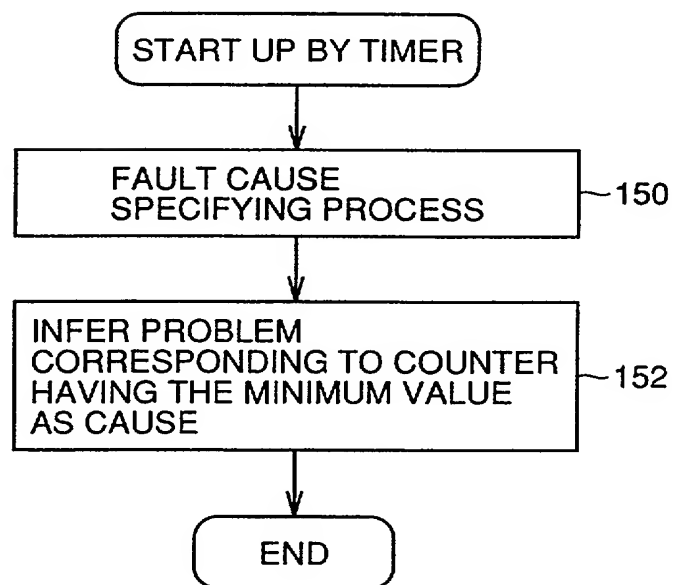 START UP BY TIMER
FAULT CAUSE
SPECIFYING PROCESS
150
INFER PROBLEM
CORRESPONDING TO COUNTER
HAVING THE MINIMUM VALUE
AS CAUSE
152
END